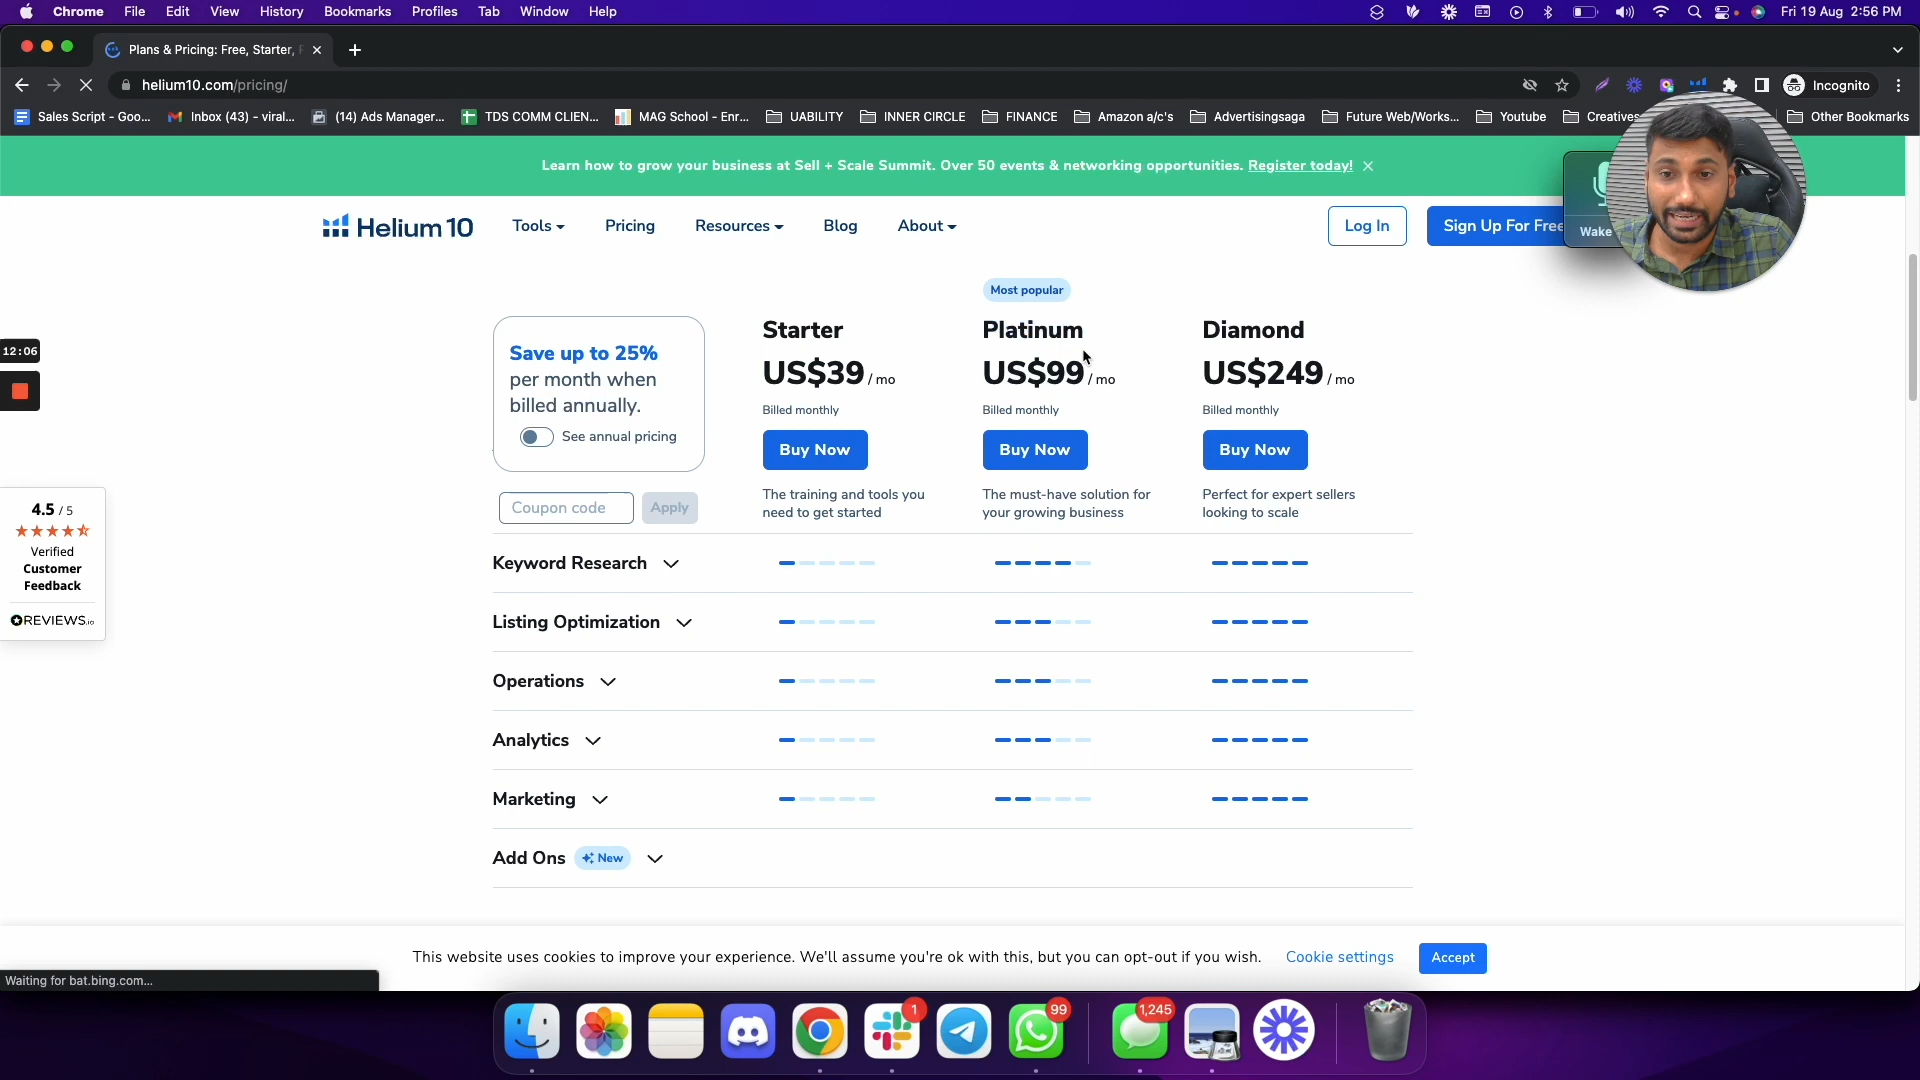 Chrome File Edit View History Bookmarks Profiles Tab Window Help Fri 19 Aug 2:56 PM
Plans & Pricing: Free, Starter,
helium10.com/pricing/ Incognito
Sales Script - Goo... Inbox (43) - viral... (14) Ads Manager... TDS COMM CLIEN... MAG School - Enr... UABILITY INNER CIRCLE FINANCE Amazon a/c's Advertisingsaga Future Web/Works... Youtube Creatives Other Bookmarks
Learn how to grow your business at Sell + Scale Summit. Over 50 events & networking opportunities. Register today!
Helium 10 Tools Pricing Resources Blog About Log In Sign Up For Free
Wake
Most popular
Starter Platinum Diamond
US$39 / mo US$99 / mo US$249 / mo
Billed monthly Billed monthly Billed monthly
Buy Now Buy Now Buy Now
The training and tools you The must-have solution for Perfect for expert sellers
need to get started your growing business looking to scale
Save up to 25%
per month when
billed annually.
See annual pricing
Coupon code Apply
12:06
4.5 / 5
Verified
Customer
Feedback
REVIEWS.io
Keyword Research
Listing Optimization
Operations
Analytics
Marketing
Add Ons New
This website uses cookies to improve your experience. We'll assume you're ok with this, but you can opt-out if you wish. Cookie settings Accept
Waiting for bat.bing.com...
1 99 1,245